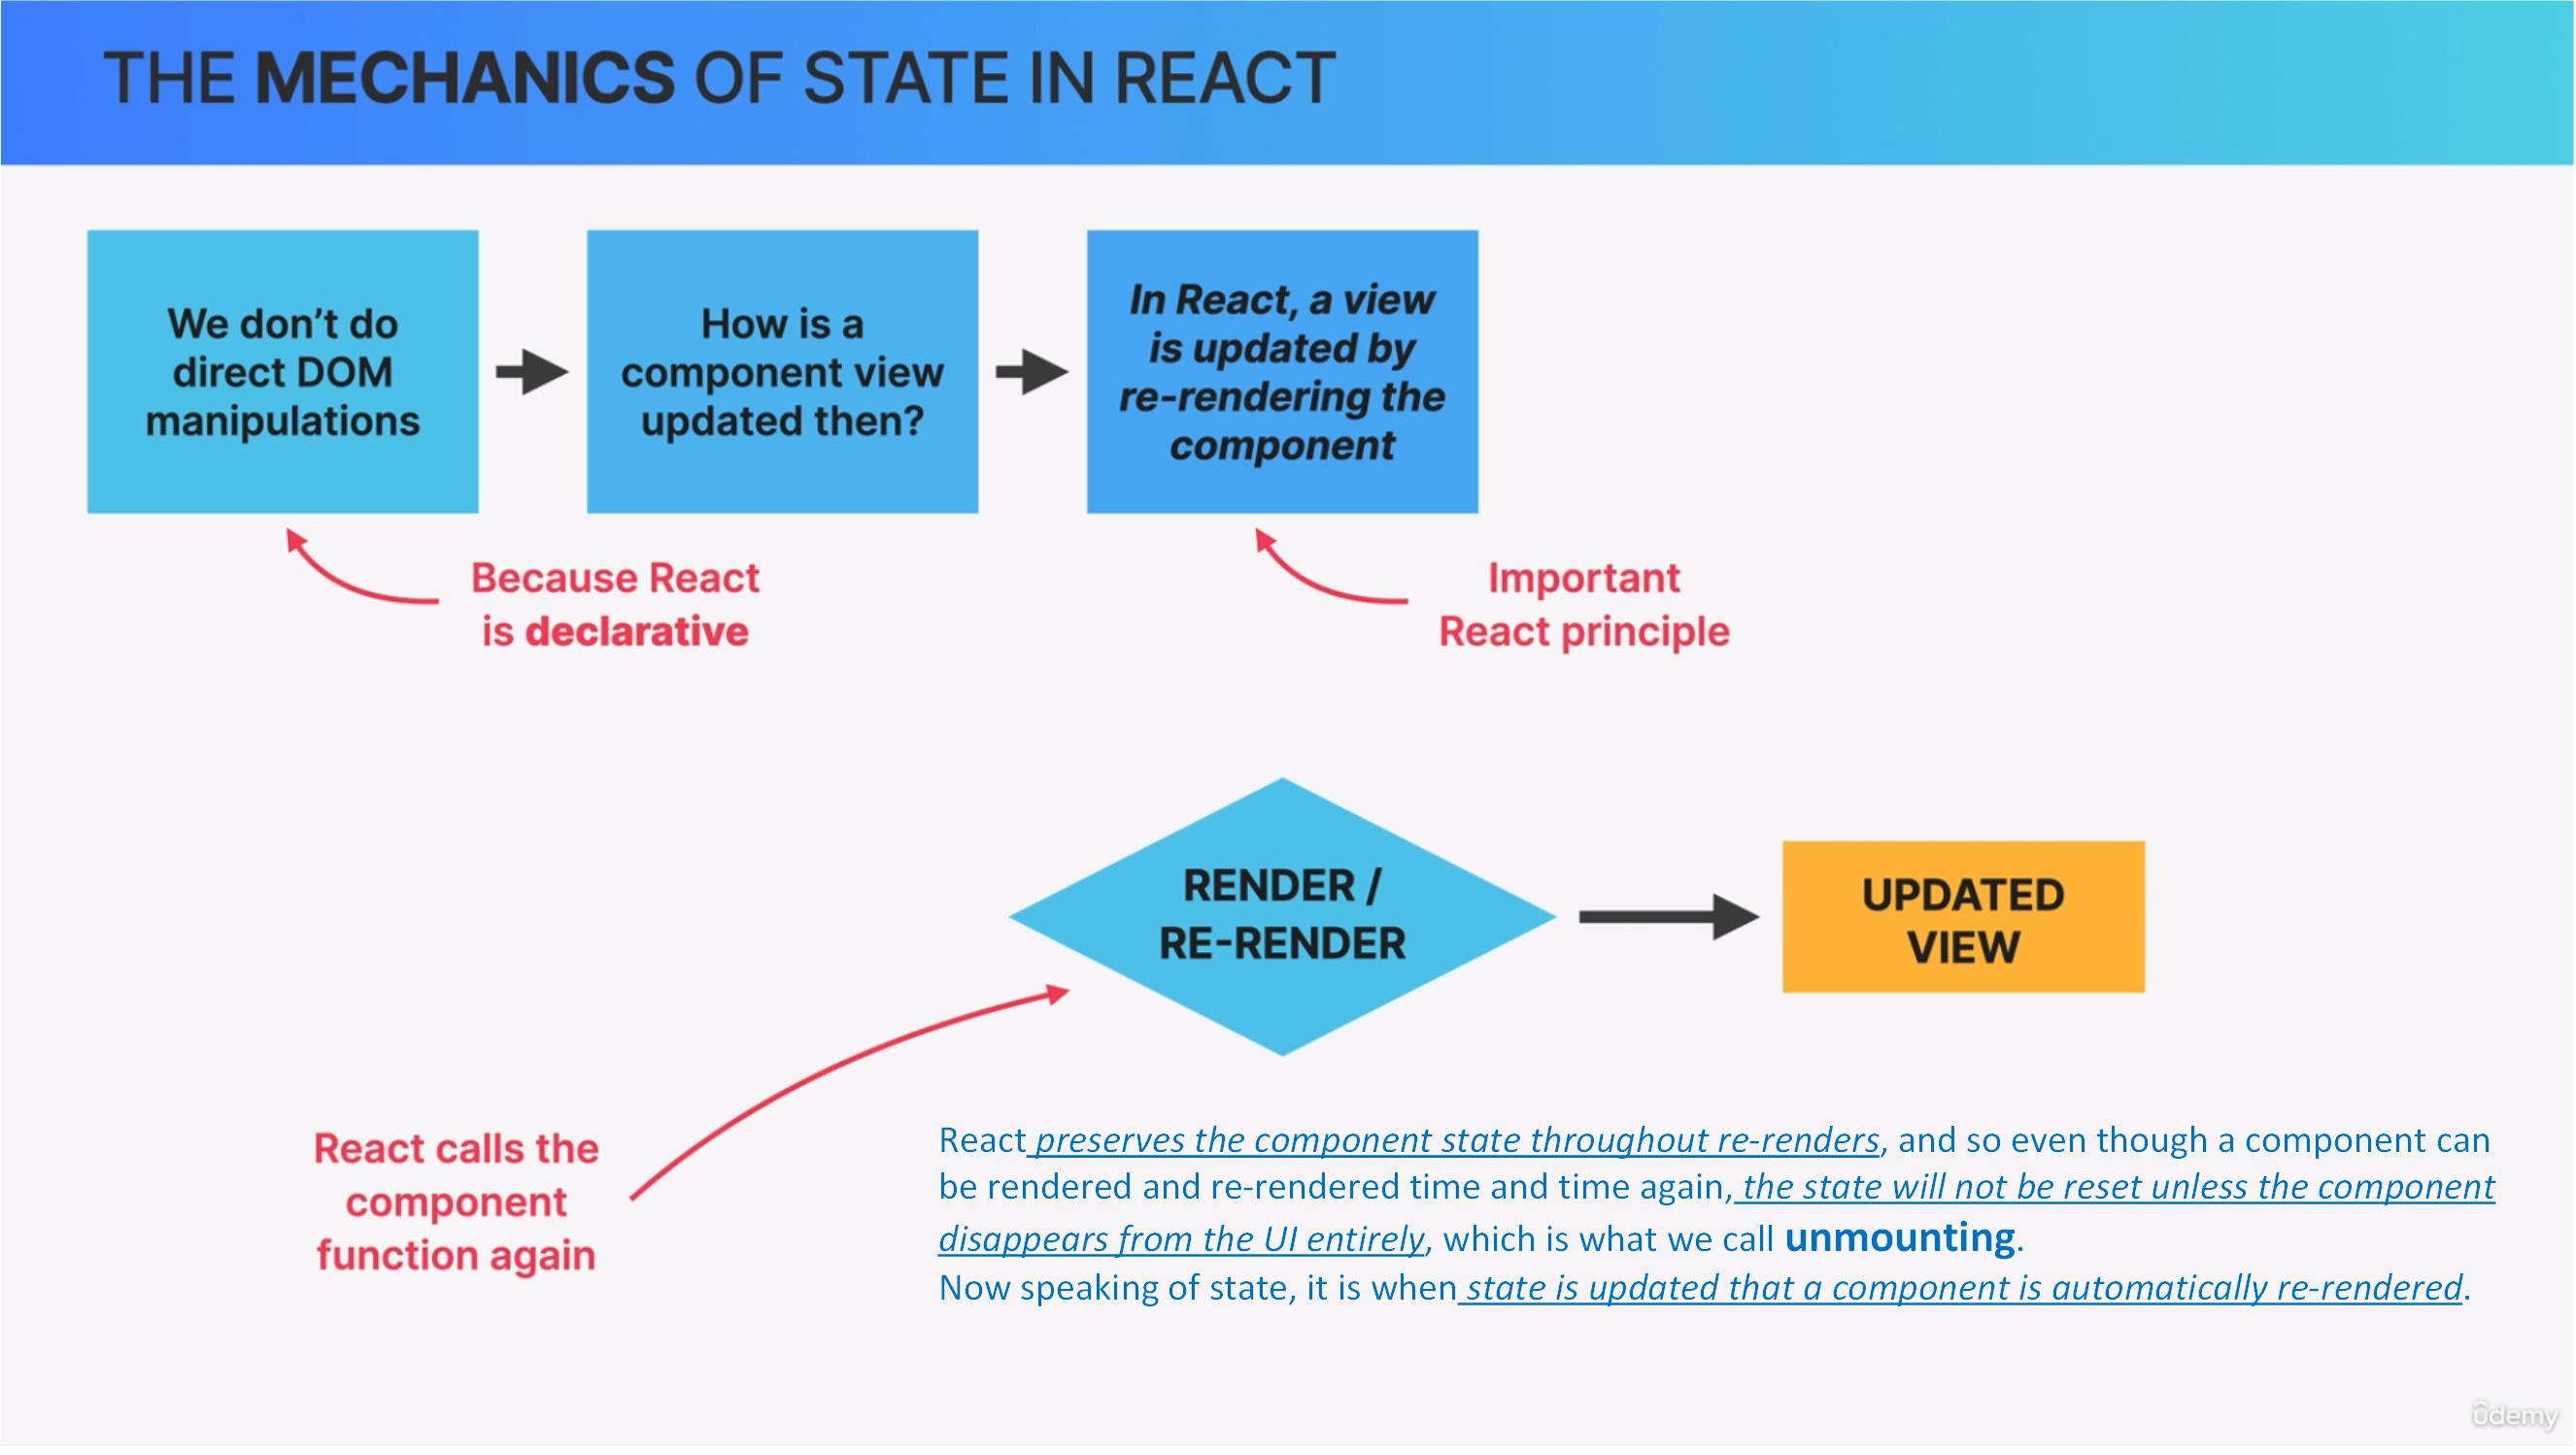 THE MECHANICS OF STATE IN REACT
We don’t do
direct DOM
manipulations
How is a
component view
updated then?
In React, a view
is updated by
re-rendering the
component
Because React
is declarative
Important
React principle
RENDER /
RE-RENDER
UPDATED
VIEW
React calls the
component
function again
React preserves the component state throughout re-renders, and so even though a component can
be rendered and re-rendered time and time again, the state will not be reset unless the component
disappears from the UI entirely, which is what we call unmounting.
Now speaking of state, it is when state is updated that a component is automatically re-rendered.
ûdemy